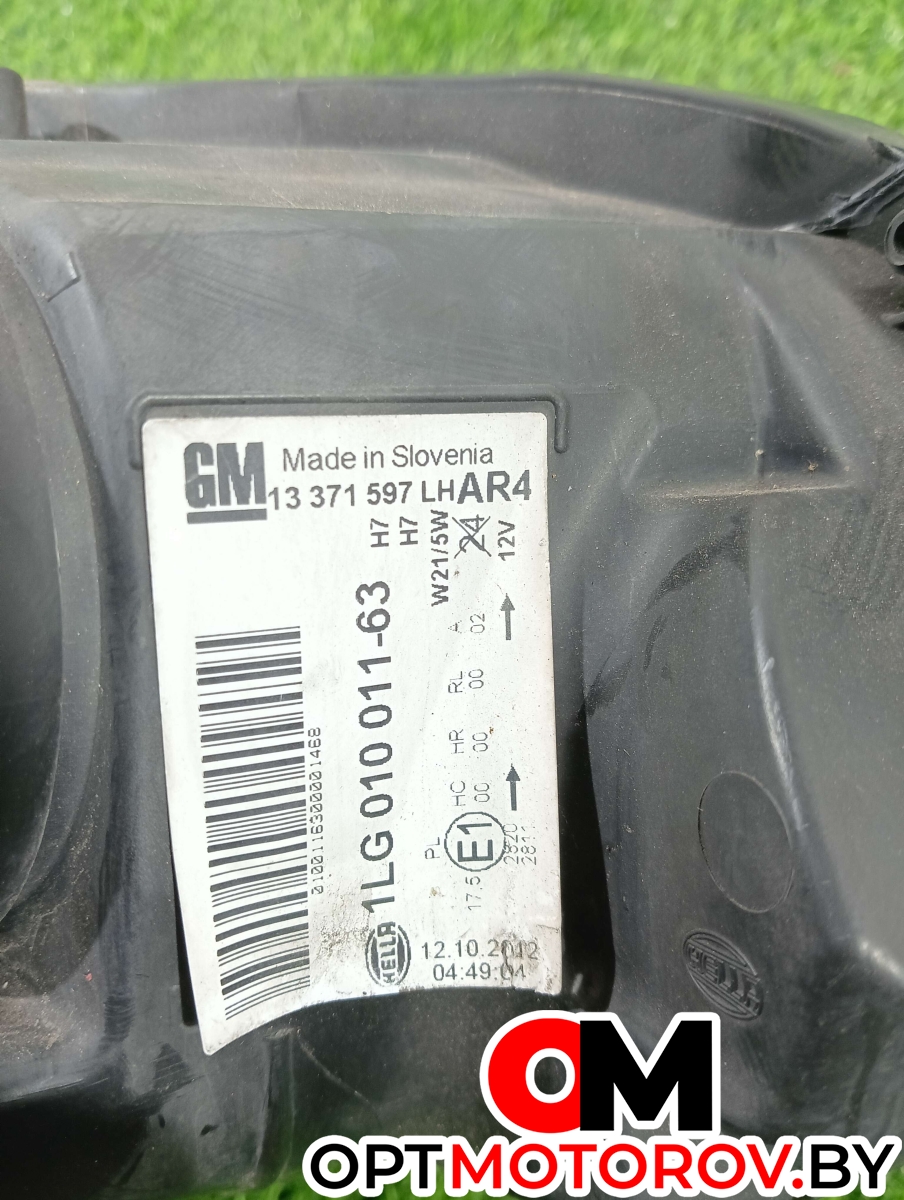 GM Made in Slovenia
13 371 597 LH AR4
H7
H7
W21/5W
24
12V
1LG 010 011-63
A
02
RL
00
HR
00
HC
00
PL
E1
17.5
2820
2811
010011630001468
HELLA
12.10.2012
04:49:04
HELLA
OM
OPTMOTOROV.BY